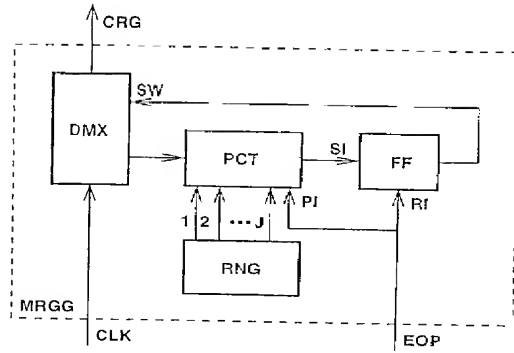 CRG
SW
DMX
SI
PCT
FF
1 2 ••• J
PI
RI
RNG
MRGG
CLK
EOP